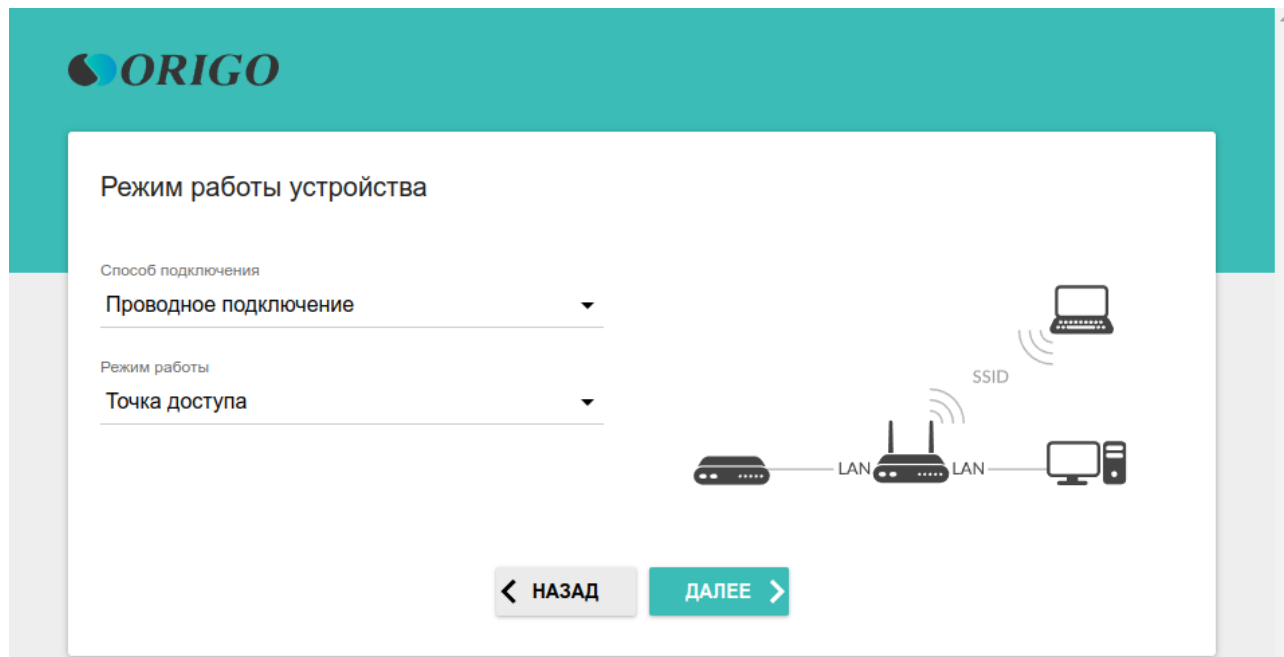 ORIGO
Режим работы устройства
Способ подключения
Проводное подключение
Режим работы
Точка доступа
SSID
LAN LAN
НАЗАД ДАЛЕЕ